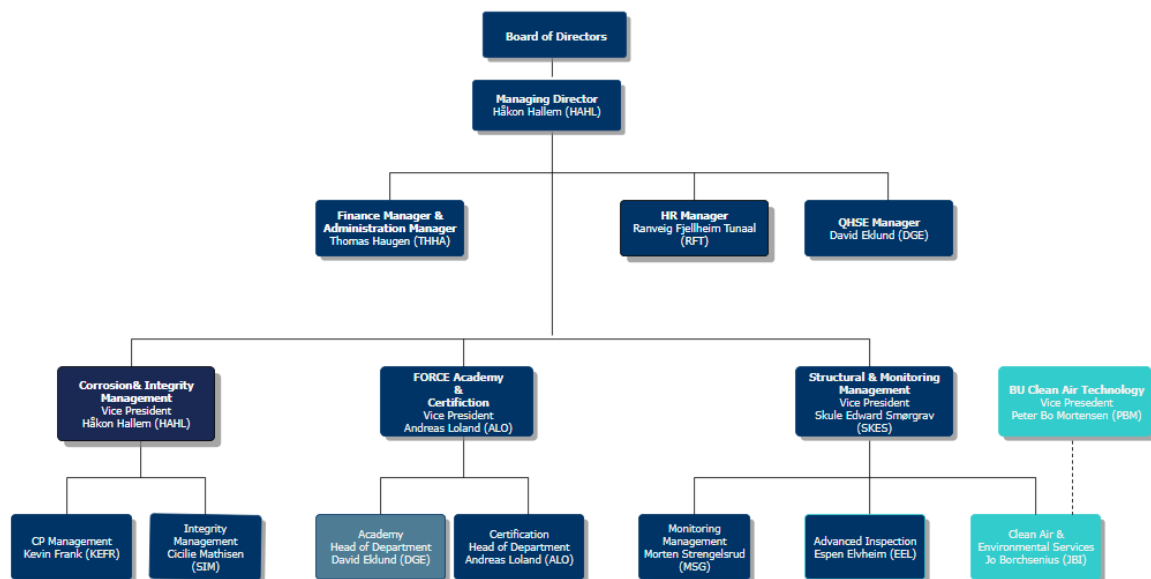 Board of Directors
Managing Director
Håkon Hallem (HAHL)
Finance Manager &
Administration Manager
Thomas Haugen (THHA)
HR Manager
Ranveig Fjellheim Tunaal
(RFT)
QHSE Manager
David Eklund (DGE)
Corrosion& Integrity
Management
Vice President
Håkon Hallem (HAHL)
FORCE Academy
&
Certifiction
Vice President
Andreas Loland (ALO)
Structural & Monitoring
Management
Vice President
Skule Edward Smørgrav
(SKES)
BU Clean Air Technology
Vice Presedent
Peter Bo Mortensen (PBM)
CP Management
Kevin Frank (KEFR)
Integrity
Management
Cicilie Mathisen
(SIM)
Academy
Head of Department
David Eklund (DGE)
Certification
Head of Department
Andreas Loland (ALO)
Monitoring
Management
Morten Strengelsrud
(MSG)
Advanced Inspection
Espen Elvheim (EEL)
Clean Air &
Environmental Services
Jo Borchsenius (JBI)